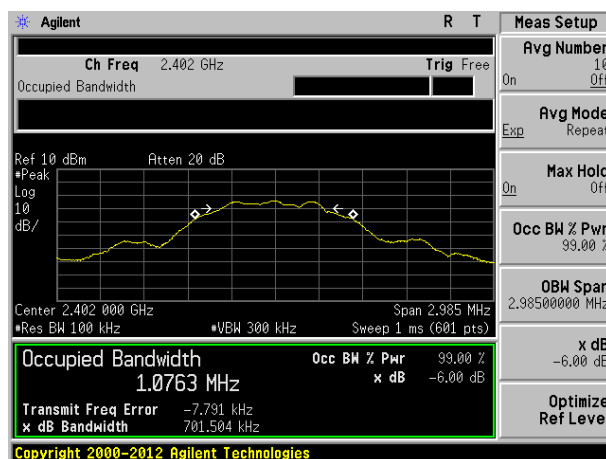 Agilent R T
Ch Freq 2.402 GHz Trig Free
Occupied Bandwidth
Ref 10 dBm Atten 20 dB
#Peak
Log
10
dB/
Center 2.402 000 GHz Span 2.985 MHz
#Res BW 100 kHz #VBW 300 kHz Sweep 1 ms (601 pts)
Occupied Bandwidth Occ BW % Pwr 99.00 %
1.0763 MHz x dB -6.00 dB
Transmit Freq Error -7.791 kHz
x dB Bandwidth 701.504 kHz
Copyright 2000-2012 Agilent Technologies
Meas Setup
Avg Number
10
On Off
Avg Mode
Exp Repeat
Max Hold
On Off
Occ BW % Pwr
99.00 %
OBW Span
2.98500000 MHz
x dB
-6.00 dB
Optimize
Ref Level